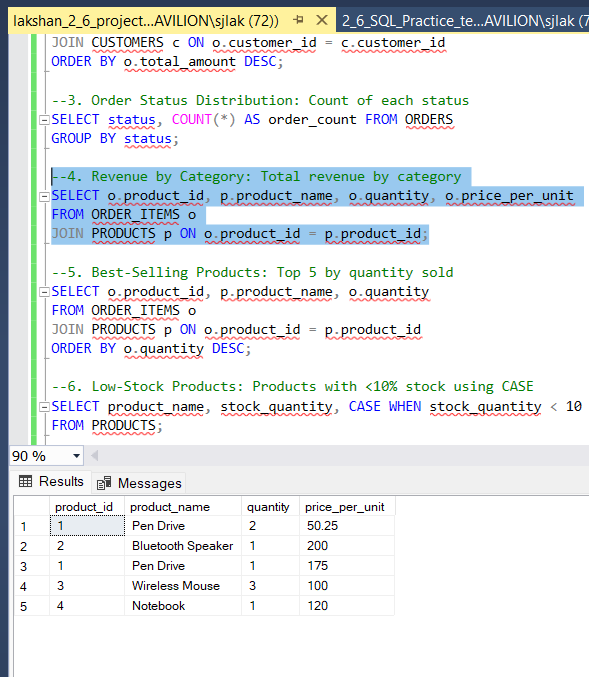 lakshan_2_6_project...AVILION\sjlak (72)) 2_6_SQL_Practice_te...AVILION\sjlak (7
JOIN CUSTOMERS c ON o.customer_id = c.customer_id
ORDER BY o.total_amount DESC;
--3. Order Status Distribution: Count of each status
SELECT status, COUNT(*) AS order_count FROM ORDERS
GROUP BY status;
--4. Revenue by Category: Total revenue by category
SELECT o.product_id, p.product_name, o.quantity, o.price_per_unit
FROM ORDER_ITEMS o
JOIN PRODUCTS p ON o.product_id = p.product_id;
--5. Best-Selling Products: Top 5 by quantity sold
SELECT o.product_id, p.product_name, o.quantity
FROM ORDER_ITEMS o
JOIN PRODUCTS p ON o.product_id = p.product_id
ORDER BY o.quantity DESC;
--6. Low-Stock Products: Products with <10% stock using CASE
SELECT product_name, stock_quantity, CASE WHEN stock_quantity < 10
FROM PRODUCTS;
90 %
Results Messages
product_id product_name quantity price_per_unit
1 1 Pen Drive 2 50.25
2 2 Bluetooth Speaker 1 200
3 1 Pen Drive 1 175
4 3 Wireless Mouse 3 100
5 4 Notebook 1 120